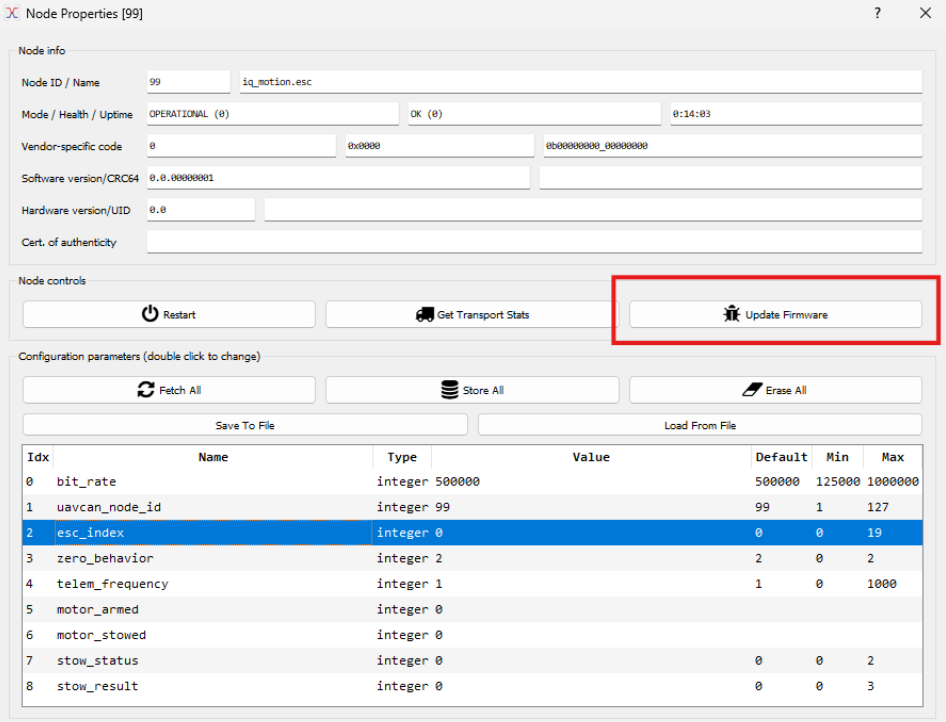 Node Properties [99] ? ×
Node info
Node ID / Name 99 iq_motion.esc
Mode / Health / Uptime OPERATIONAL (0) OK (0) 0:14:03
Vendor-specific code 0 0x0000 0b00000000_00000000
Software version/CRC64 0.0.00000001
Hardware version/UID 0.0
Cert. of authenticity
Node controls
Restart Get Transport Stats Update Firmware
Configuration parameters (double click to change)
Fetch All Store All Erase All
Save To File Load From File
Idx Name Type Value Default Min Max
0 bit_rate integer 500000 500000 125000 1000000
1 uavcan_node_id integer 99 99 1 127
2 esc_index integer 0 0 0 19
3 zero_behavior integer 2 2 0 2
4 telem_frequency integer 1 1 0 1000
5 motor_armed integer 0
6 motor_stowed integer 0
7 stow_status integer 0 0 0 2
8 stow_result integer 0 0 0 3